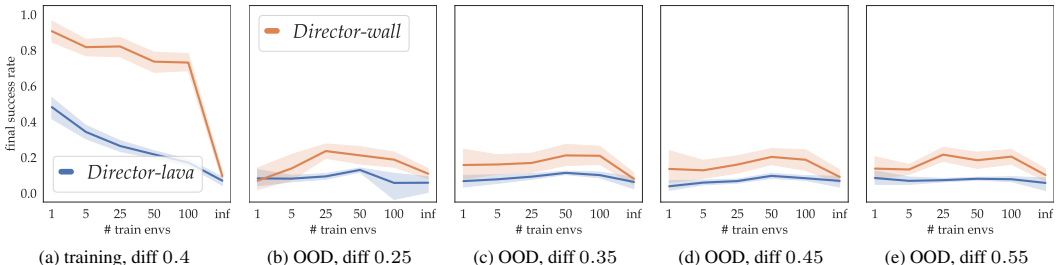 final success rate
1.0
0.8
0.6
0.4
0.2
0.0
Director-lava
1 5 25 50 100 inf
# train envs
(a) training, diff 0.4
Director-wall
1 5 25 50 100 inf
# train envs
(b) OOD, diff 0.25
1 5 25 50 100 inf
# train envs
(c) OOD, diff 0.35
1 5 25 50 100 inf
# train envs
(d) OOD, diff 0.45
1 5 25 50 100 inf
# train envs
(e) OOD, diff 0.55